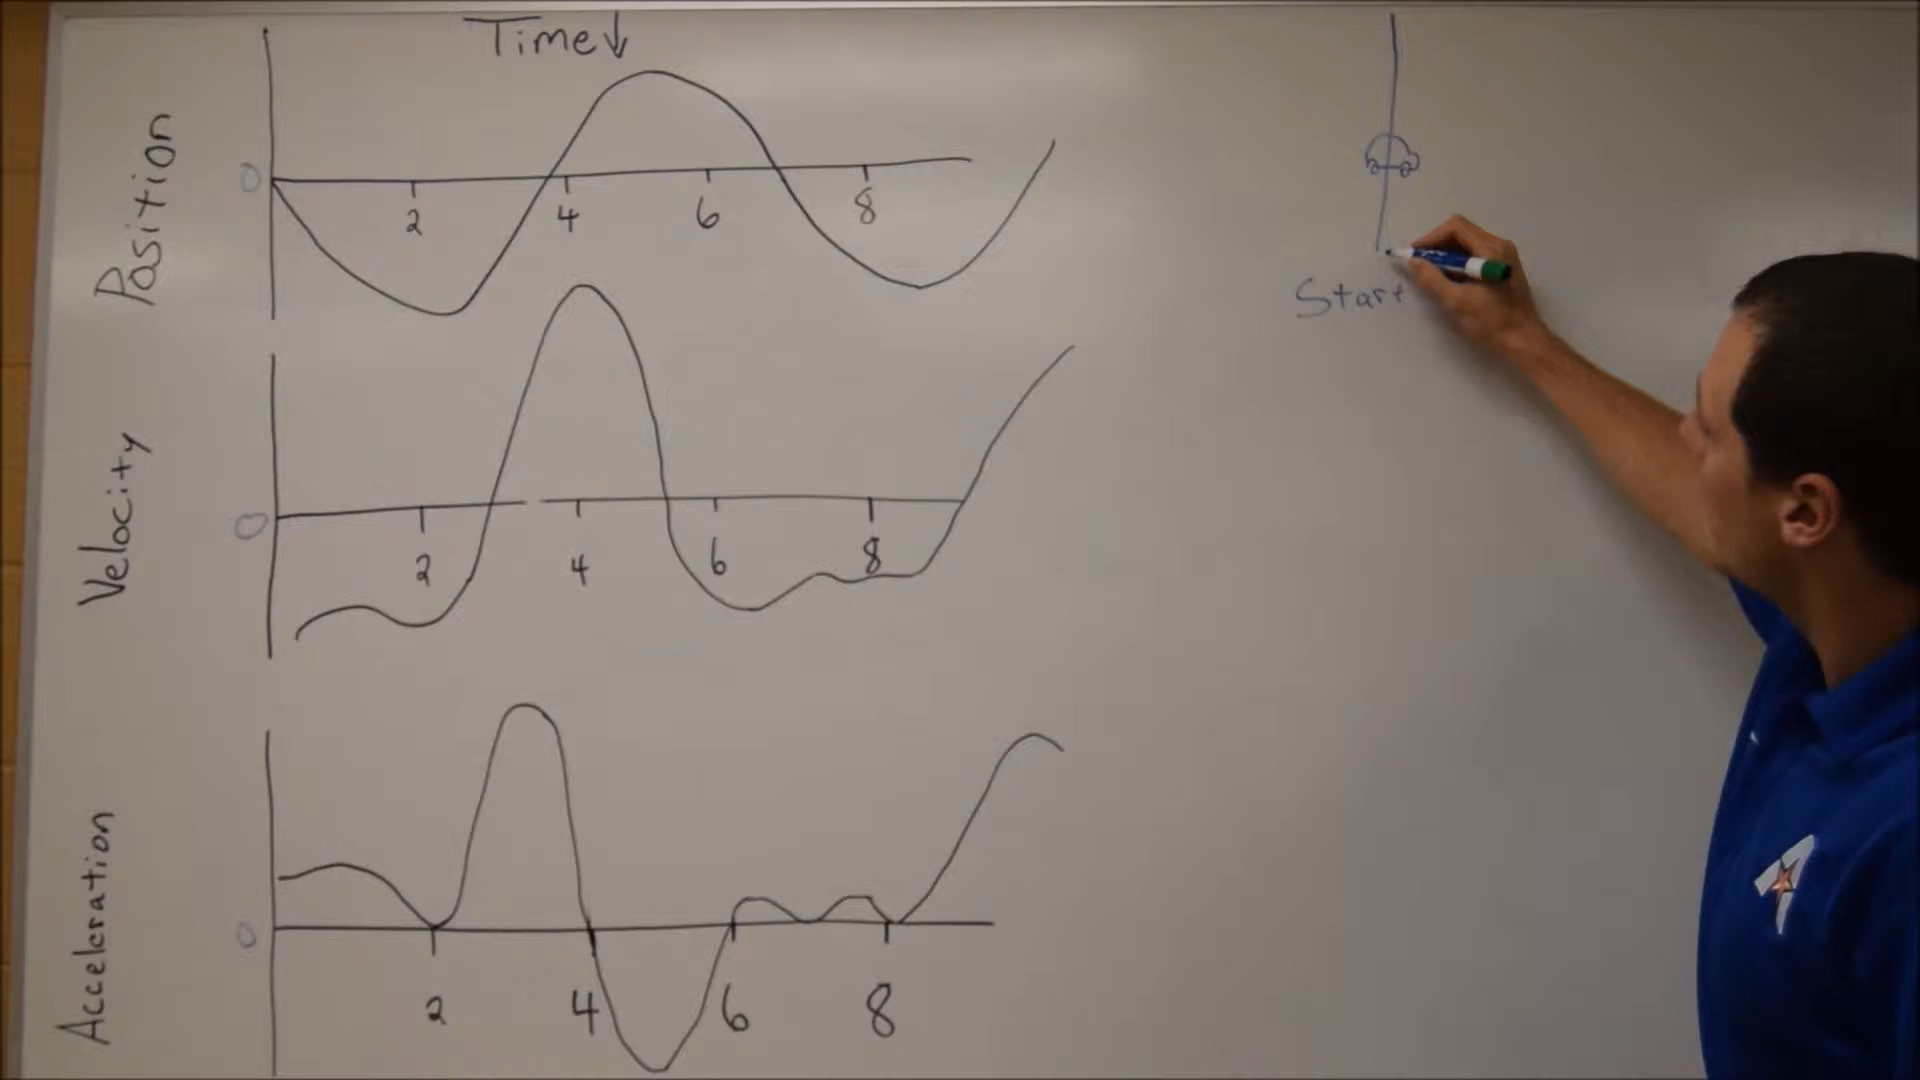 Time↓
Position
0
2 4 6 8
Start
Velocity
0
2 4 6 8
Acceleration
0
2 4 6 8